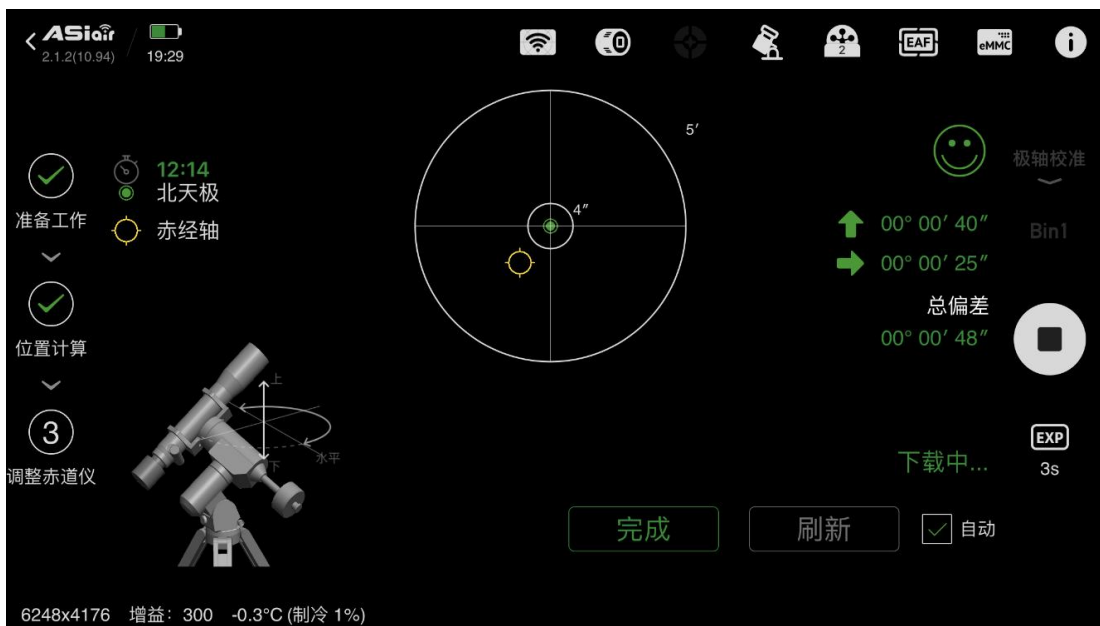 ASiair
2.1.2(10.94)
19:29
2
EAF
eMMC
i
12:14
北天极
赤经轴
准备工作
位置计算
3
调整赤道仪
上
下
水平
5′
4″
00° 00′ 40″
00° 00′ 25″
总偏差
00° 00′ 48″
极轴校准
Bin1
EXP
3s
下载中...
完成
刷新
自动
6248x4176 增益：300 -0.3°C (制冷 1%)